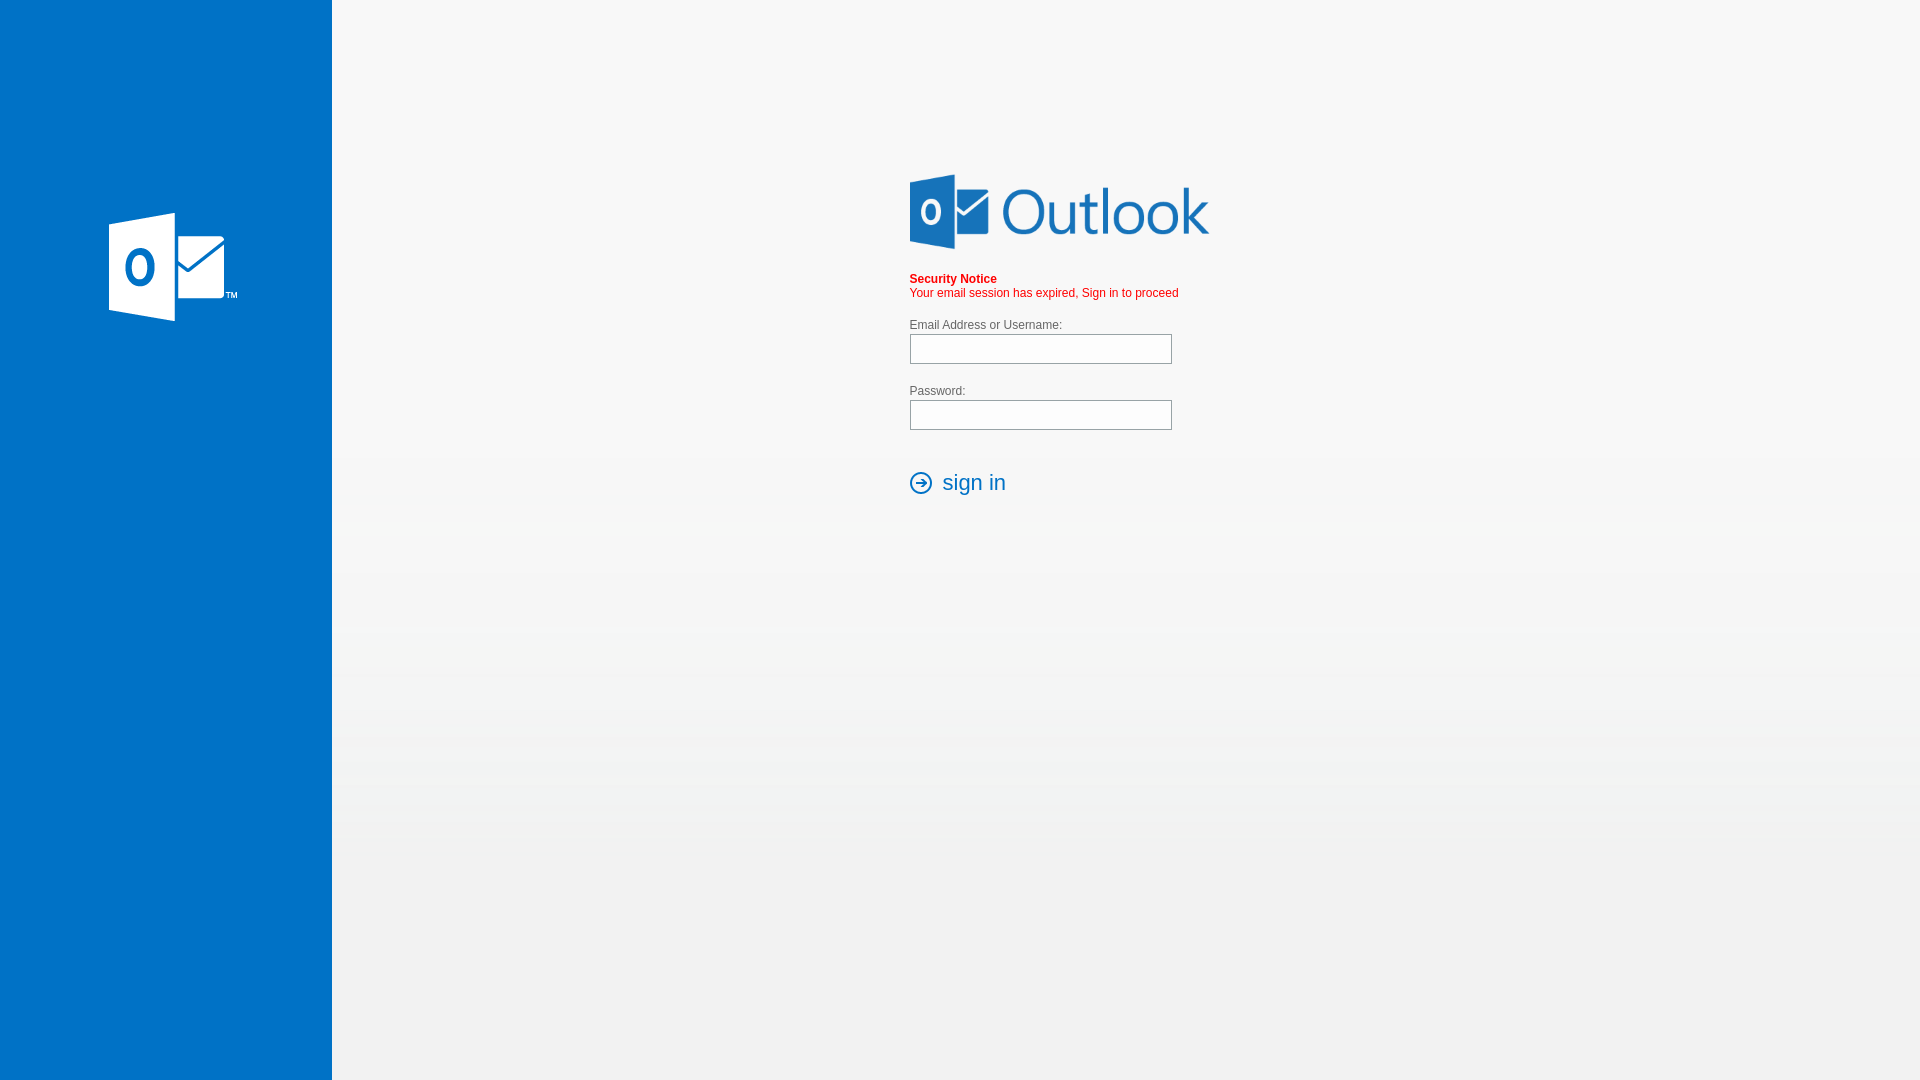 Outlook
TM
Security Notice
Your email session has expired, Sign in to proceed
Email Address or Username:
Password:
sign in